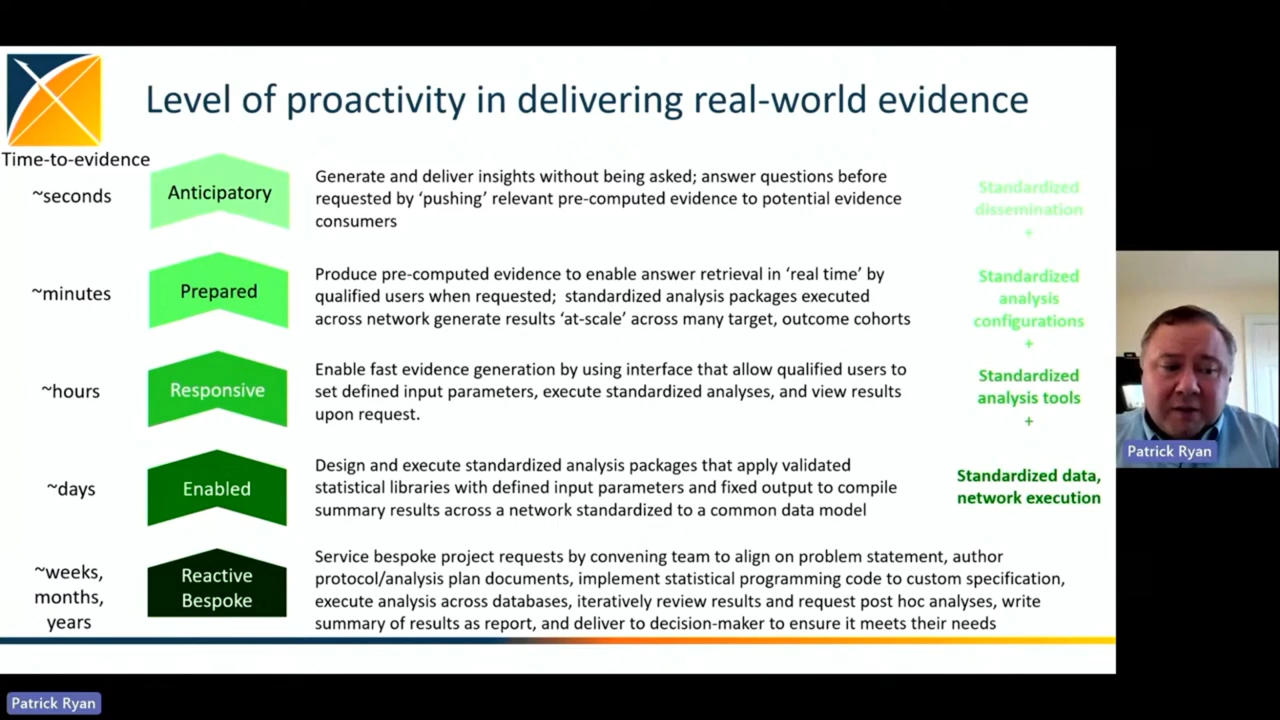 Level of proactivity in delivering real-world evidence
Time-to-evidence
~seconds
Anticipatory
Generate and deliver insights without being asked; answer questions before
requested by ‘pushing’ relevant pre-computed evidence to potential evidence
consumers
Standardized
dissemination
+
~minutes
Prepared
Produce pre-computed evidence to enable answer retrieval in ‘real time’ by
qualified users when requested;  standardized analysis packages executed
across network generate results ‘at-scale’ across many target, outcome cohorts
Standardized
analysis
configurations
+
~hours
Responsive
Enable fast evidence generation by using interface that allow qualified users to
set defined input parameters, execute standardized analyses, and view results
upon request.
Standardized
analysis tools
+
~days
Enabled
Design and execute standardized analysis packages that apply validated
statistical libraries with defined input parameters and fixed output to compile
summary results across a network standardized to a common data model
Standardized data,
network execution
~weeks,
months,
years
Reactive
Bespoke
Service bespoke project requests by convening team to align on problem statement, author
protocol/analysis plan documents, implement statistical programming code to custom specification,
execute analysis across databases, iteratively review results and request post hoc analyses, write
summary of results as report, and deliver to decision-maker to ensure it meets their needs
Patrick Ryan
Patrick Ryan